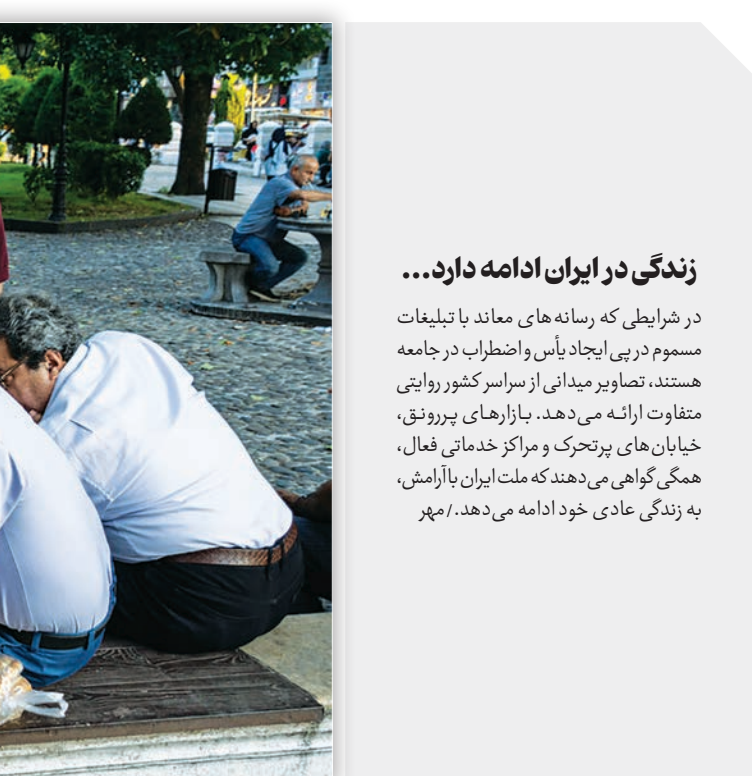 زندگی در ایران ادامه دارد...
در شرایطی که رسانه‌های معاند با تبلیغات
مسموم در پی ایجاد یأس و اضطراب در جامعه
هستند، تصاویر میدانی از سراسر کشور روایتی
متفاوت ارائه می‌دهد. بازارهای پررونق،
خیابان‌های پرتحرک و مراکز خدماتی فعال،
همگی گواهی می‌دهند که ملت ایران با آرامش،
به زندگی عادی خود ادامه می‌دهد./مهر